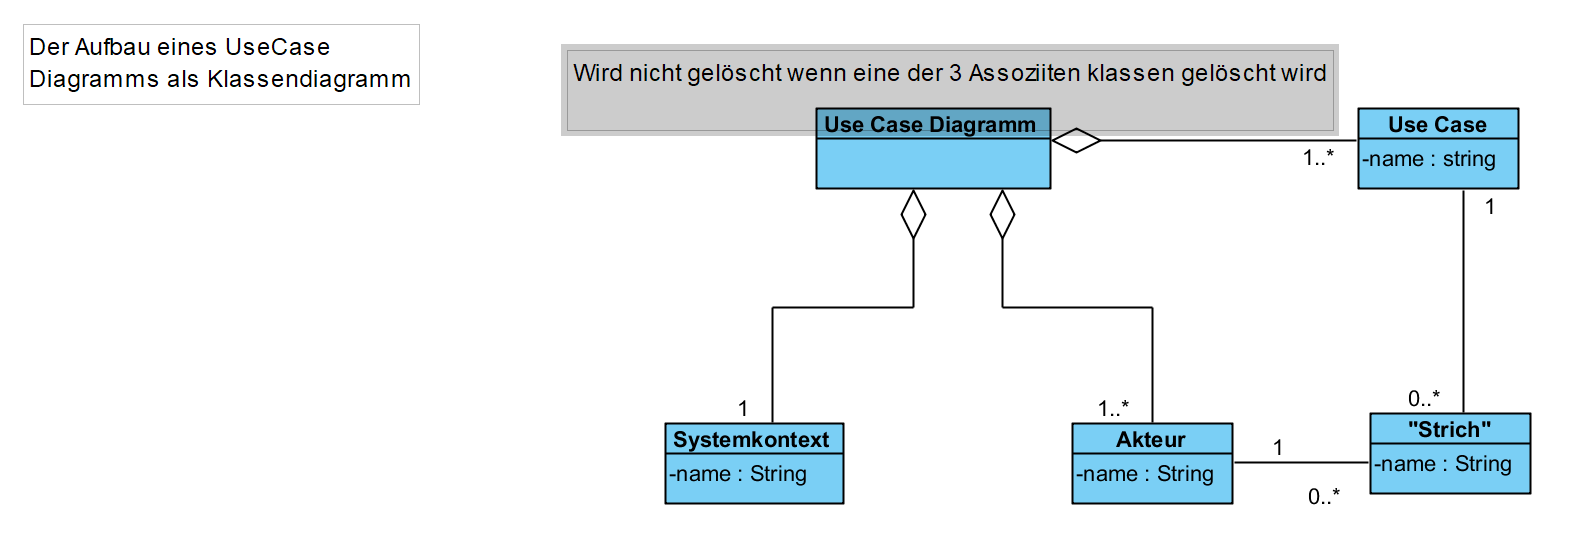 Der Aufbau eines UseCase
Diagramms als Klassendiagramm
Wird nicht gelöscht wenn eine der 3 Assoziiten klassen gelöscht wird
Use Case Diagramm
Use Case
-name : string
1..*
1
1
1..*
0..*
Systemkontext
-name : String
Akteur
-name : String
1
0..*
"Strich"
-name : String